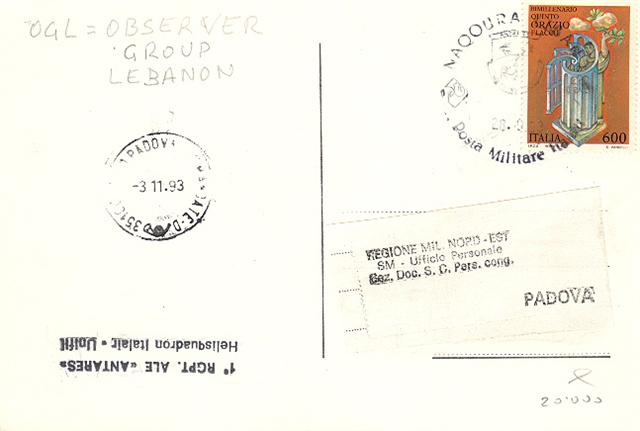 OGL = OBSERVER
GROUP
LEBANON
NAQOURA
Posta Militare
BIMILLENARIO
QUINTO
ORAZIO
FLACCO
ITALIA 600
PADOVA
-3.11.93
REGIONE MIL. NORD-EST
SM - Ufficio Personale
Sez. Doc. S. C. Pers. cong.
PADOVA
1° RGPT. ALE «ANTARES»
Helisquadron Italair - Unifil
20.000